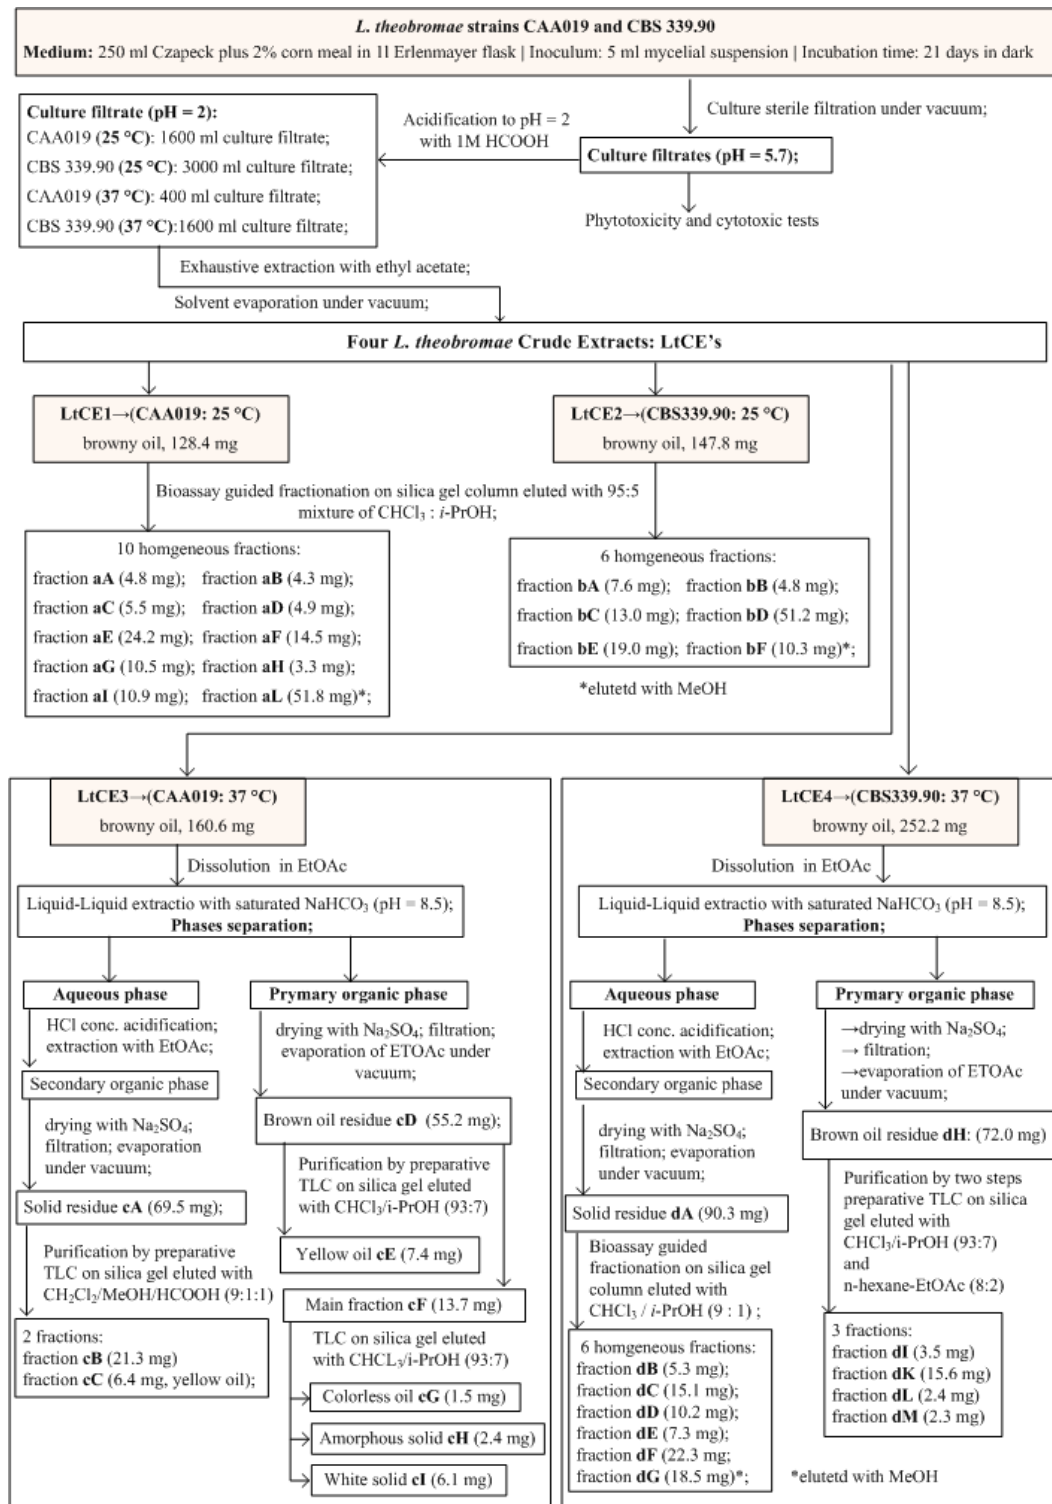 L. theobromae strains CAA019 and CBS 339.90
Medium: 250 ml Czapeck plus 2% corn meal in 1l Erlenmayer flask | Inoculum: 5 ml mycelial suspension | Incubation time: 21 days in dark
Culture sterile filtration under vacuum;
Culture filtrates (pH = 5.7);
Phytotoxicity and cytotoxic tests
Acidification to pH = 2
with 1M HCOOH
Culture filtrate (pH = 2):
CAA019 (25 °C): 1600 ml culture filtrate;
CBS 339.90 (25 °C): 3000 ml culture filtrate;
CAA019 (37 °C): 400 ml culture filtrate;
CBS 339.90 (37 °C):1600 ml culture filtrate;
Exhaustive extraction with ethyl acetate;
Solvent evaporation under vacuum;
Four L. theobromae Crude Extracts: LtCE's
LtCE1→(CAA019: 25 °C)
browny oil, 128.4 mg
LtCE2→(CBS339.90: 25 °C)
browny oil, 147.8 mg
Bioassay guided fractionation on silica gel column eluted with 95:5
mixture of CHCl₃ : i-PrOH;
10 homgeneous fractions:
fraction aA (4.8 mg); fraction aB (4.3 mg);
fraction aC (5.5 mg); fraction aD (4.9 mg);
fraction aE (24.2 mg); fraction aF (14.5 mg);
fraction aG (10.5 mg); fraction aH (3.3 mg);
fraction aI (10.9 mg); fraction aL (51.8 mg)*;
6 homgeneous fractions:
fraction bA (7.6 mg); fraction bB (4.8 mg);
fraction bC (13.0 mg); fraction bD (51.2 mg);
fraction bE (19.0 mg); fraction bF (10.3 mg)*;
*elutetd with MeOH
LtCE3→(CAA019: 37 °C)
browny oil, 160.6 mg
Dissolution in EtOAc
Liquid-Liquid extractio with saturated NaHCO₃ (pH = 8.5);
Phases separation;
Aqueous phase
HCl conc. acidification;
extraction with EtOAc;
Secondary organic phase
drying with Na₂SO₄;
filtration; evaporation
under vacuum;
Solid residue cA (69.5 mg);
Purification by preparative
TLC on silica gel eluted with
CH₂Cl₂/MeOH/HCOOH (9:1:1)
2 fractions:
fraction cB (21.3 mg)
fraction cC (6.4 mg, yellow oil);
Prymary organic phase
drying with Na₂SO₄; filtration;
evaporation of ETOAc under
vacuum;
Brown oil residue cD (55.2 mg);
Purification by preparative
TLC on silica gel eluted
with CHCl₃/i-PrOH (93:7)
Yellow oil cE (7.4 mg)
Main fraction cF (13.7 mg)
TLC on silica gel eluted
with CHCL₃/i-PrOH (93:7)
Colorless oil cG (1.5 mg)
Amorphous solid cH (2.4 mg)
White solid cI (6.1 mg)
LtCE4→(CBS339.90: 37 °C)
browny oil, 252.2 mg
Dissolution in EtOAc
Liquid-Liquid extractio with saturated NaHCO₃ (pH = 8.5);
Phases separation;
Aqueous phase
HCl conc. acidification;
extraction with EtOAc;
Secondary organic phase
drying with Na₂SO₄;
filtration; evaporation
under vacuum;
Solid residue dA (90.3 mg)
Bioassay guided
fractionation on silica gel
column eluted with
CHCl₃ / i-PrOH (9 : 1) ;
6 homgeneous fractions:
fraction dB (5.3 mg);
fraction dC (15.1 mg);
fraction dD (10.2 mg);
fraction dE (7.3 mg);
fraction dF (22.3 mg;
fraction dG (18.5 mg)*;
Prymary organic phase
→drying with Na₂SO₄;
→ filtration;
→evaporation of ETOAc
under vacuum;
Brown oil residue dH: (72.0 mg)
Purification by two steps
preparative TLC on silica
gel eluted with
CHCl₃/i-PrOH (93:7)
and
n-hexane-EtOAc (8:2)
3 fractions:
fraction dI (3.5 mg)
fraction dK (15.6 mg)
fraction dL (2.4 mg)
fraction dM (2.3 mg)
*elutetd with MeOH